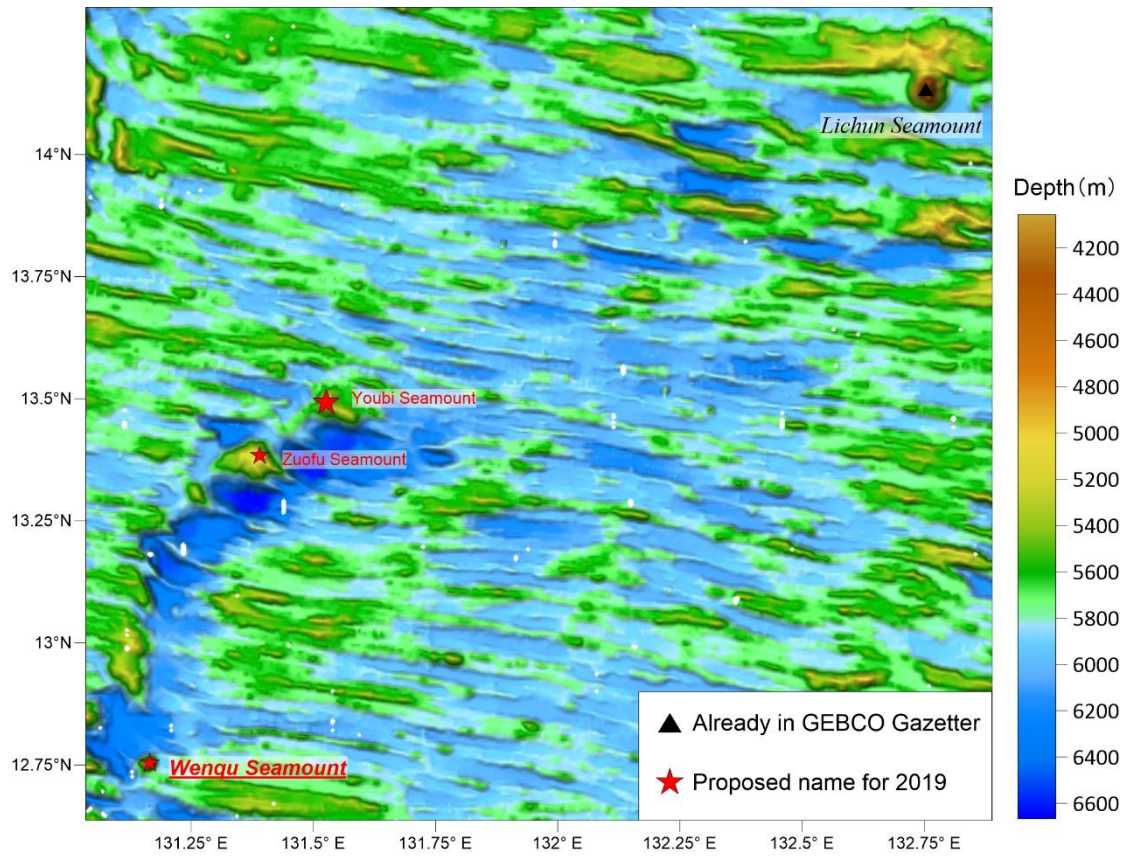 Lichun Seamount
14°N
13.75°N
13.5°N
13.25°N
13°N
12.75°N
Youbi Seamount
Zuofu Seamount
Wenqu Seamount
Already in GEBCO Gazetter
Proposed name for 2019
131.25° E
131.5° E
131.75° E
132° E
132.25° E
132.5° E
132.75° E
Depth(m)
4200
4400
4600
4800
5000
5200
5400
5600
5800
6000
6200
6400
6600